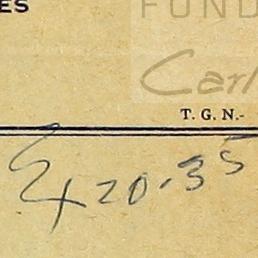 ES
FUND
Carl
T. G. N.-
20.35